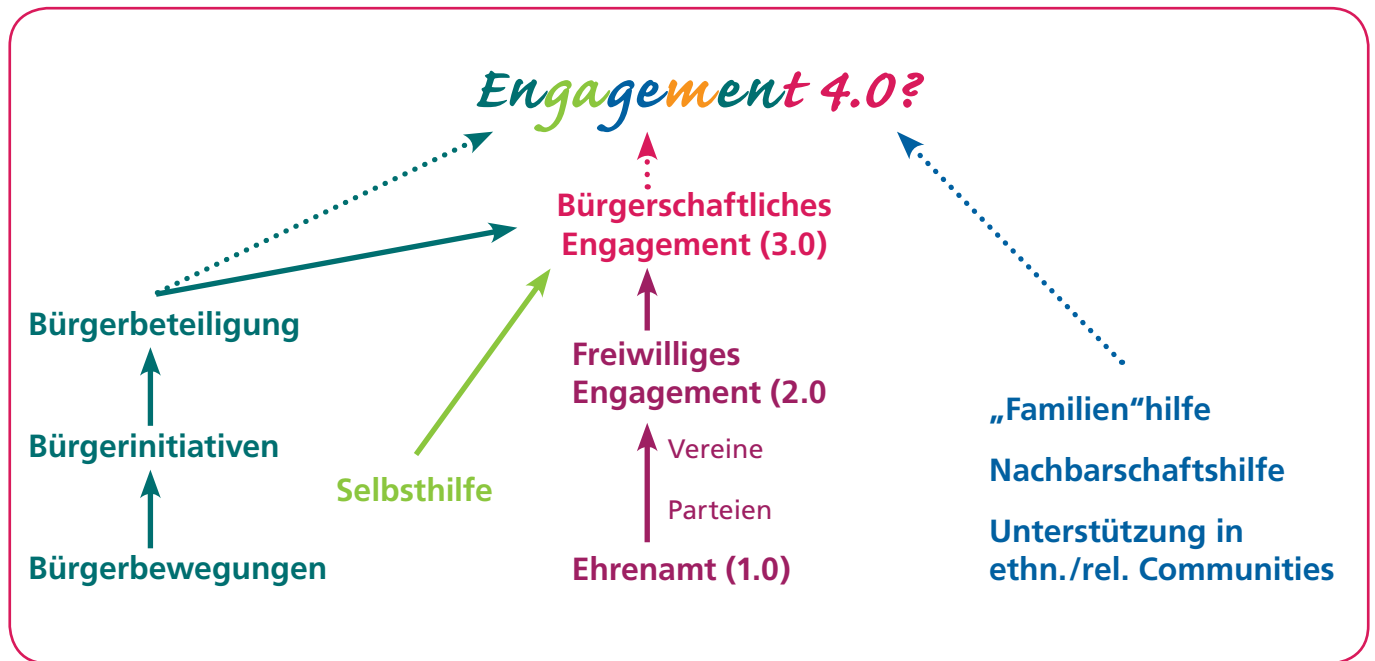 Engagement 4.0?
Bürgerschaftliches
Engagement (3.0)
Bürgerbeteiligung
Bürgerinitiativen
Bürgerbewegungen
Selbsthilfe
Freiwilliges
Engagement (2.0
Vereine
Parteien
Ehrenamt (1.0)
„Familien“hilfe
Nachbarschaftshilfe
Unterstützung in
ethn./rel. Communities